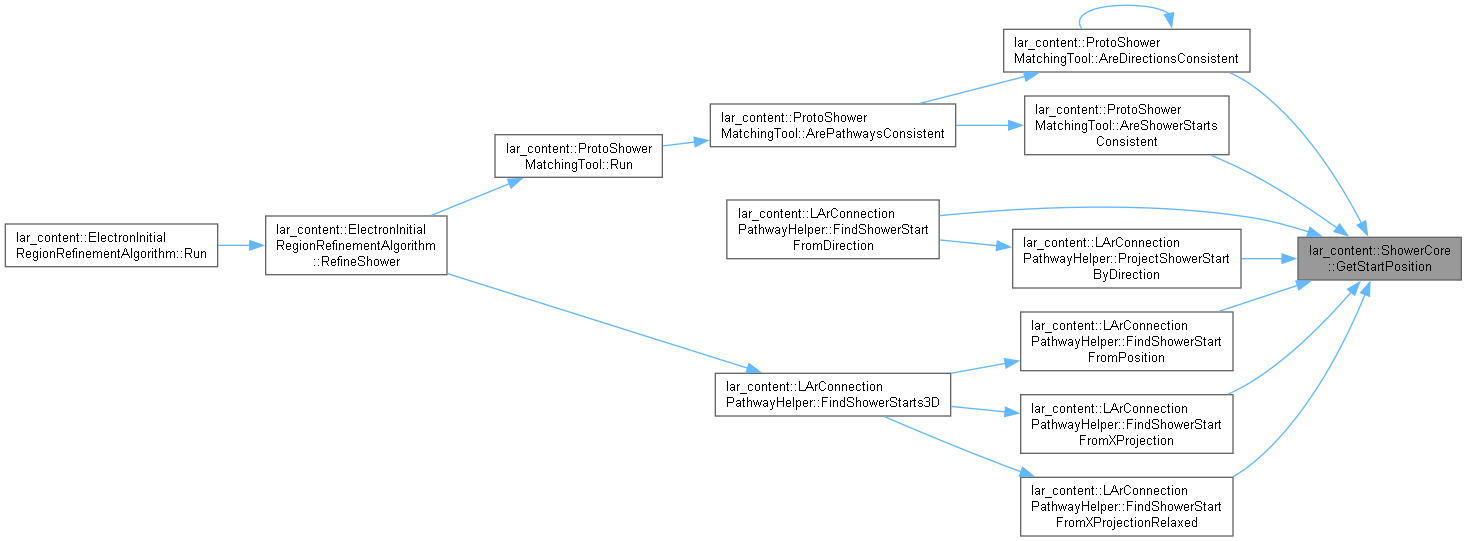 lar_content::ElectronInitial
RegionRefinementAlgorithm::Run
lar_content::ElectronInitial
RegionRefinementAlgorithm
::RefineShower
lar_content::ProtoShower
MatchingTool::Run
lar_content::ProtoShower
MatchingTool::ArePathwaysConsistent
lar_content::ProtoShower
MatchingTool::AreDirectionsConsistent
lar_content::ProtoShower
MatchingTool::AreShowerStarts
Consistent
lar_content::LArConnection
PathwayHelper::FindShowerStart
FromDirection
lar_content::LArConnection
PathwayHelper::ProjectShowerStart
ByDirection
lar_content::LArConnection
PathwayHelper::FindShowerStarts3D
lar_content::LArConnection
PathwayHelper::FindShowerStart
FromPosition
lar_content::LArConnection
PathwayHelper::FindShowerStart
FromXProjection
lar_content::LArConnection
PathwayHelper::FindShowerStart
FromXProjectionRelaxed
lar_content::ShowerCore
::GetStartPosition